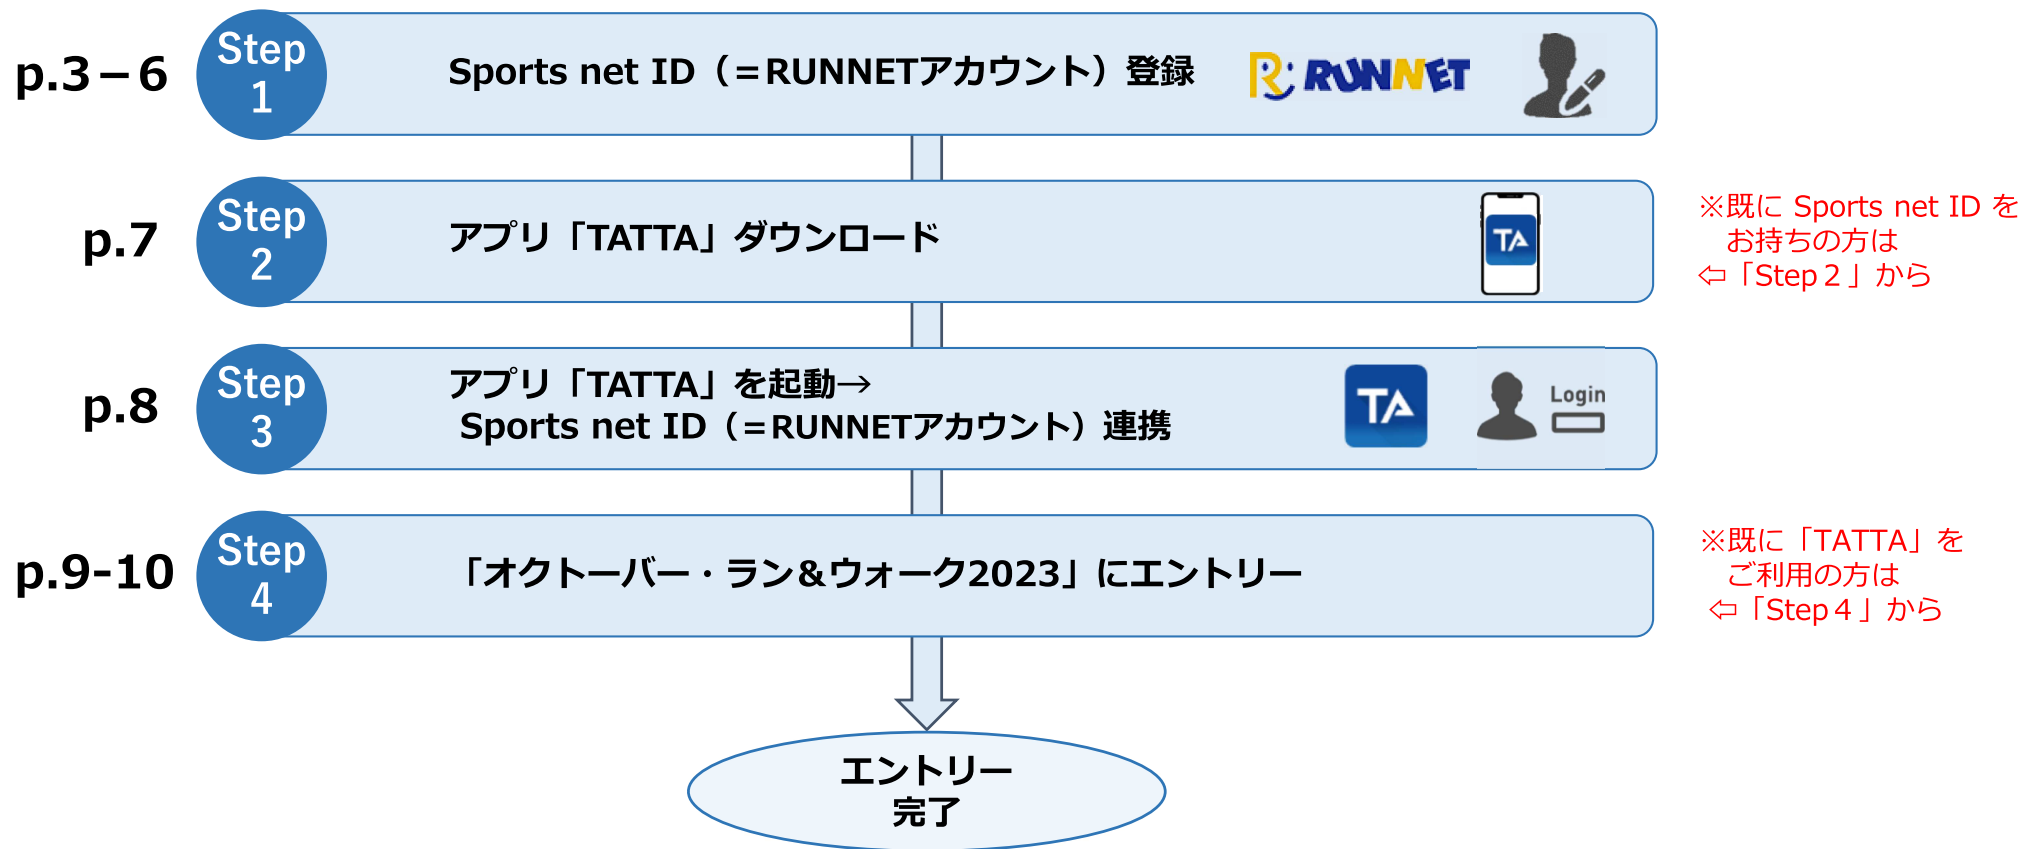 p.3－6
Step
1
Sports net ID（＝RUNNETアカウント）登録
R
RUNNET
p.7
Step
2
アプリ「TATTA」ダウンロード
TA
※既に Sports net ID を
お持ちの方は
⇦「Step２」から
p.8
Step
3
アプリ「TATTA」を起動→
Sports net ID（＝RUNNETアカウント）連携
TA
Login
p.9-10
Step
4
「オクトーバー・ラン＆ウォーク2023」にエントリー
※既に「TATTA」を
ご利用の方は
⇦「Step４」から
エントリー
完了